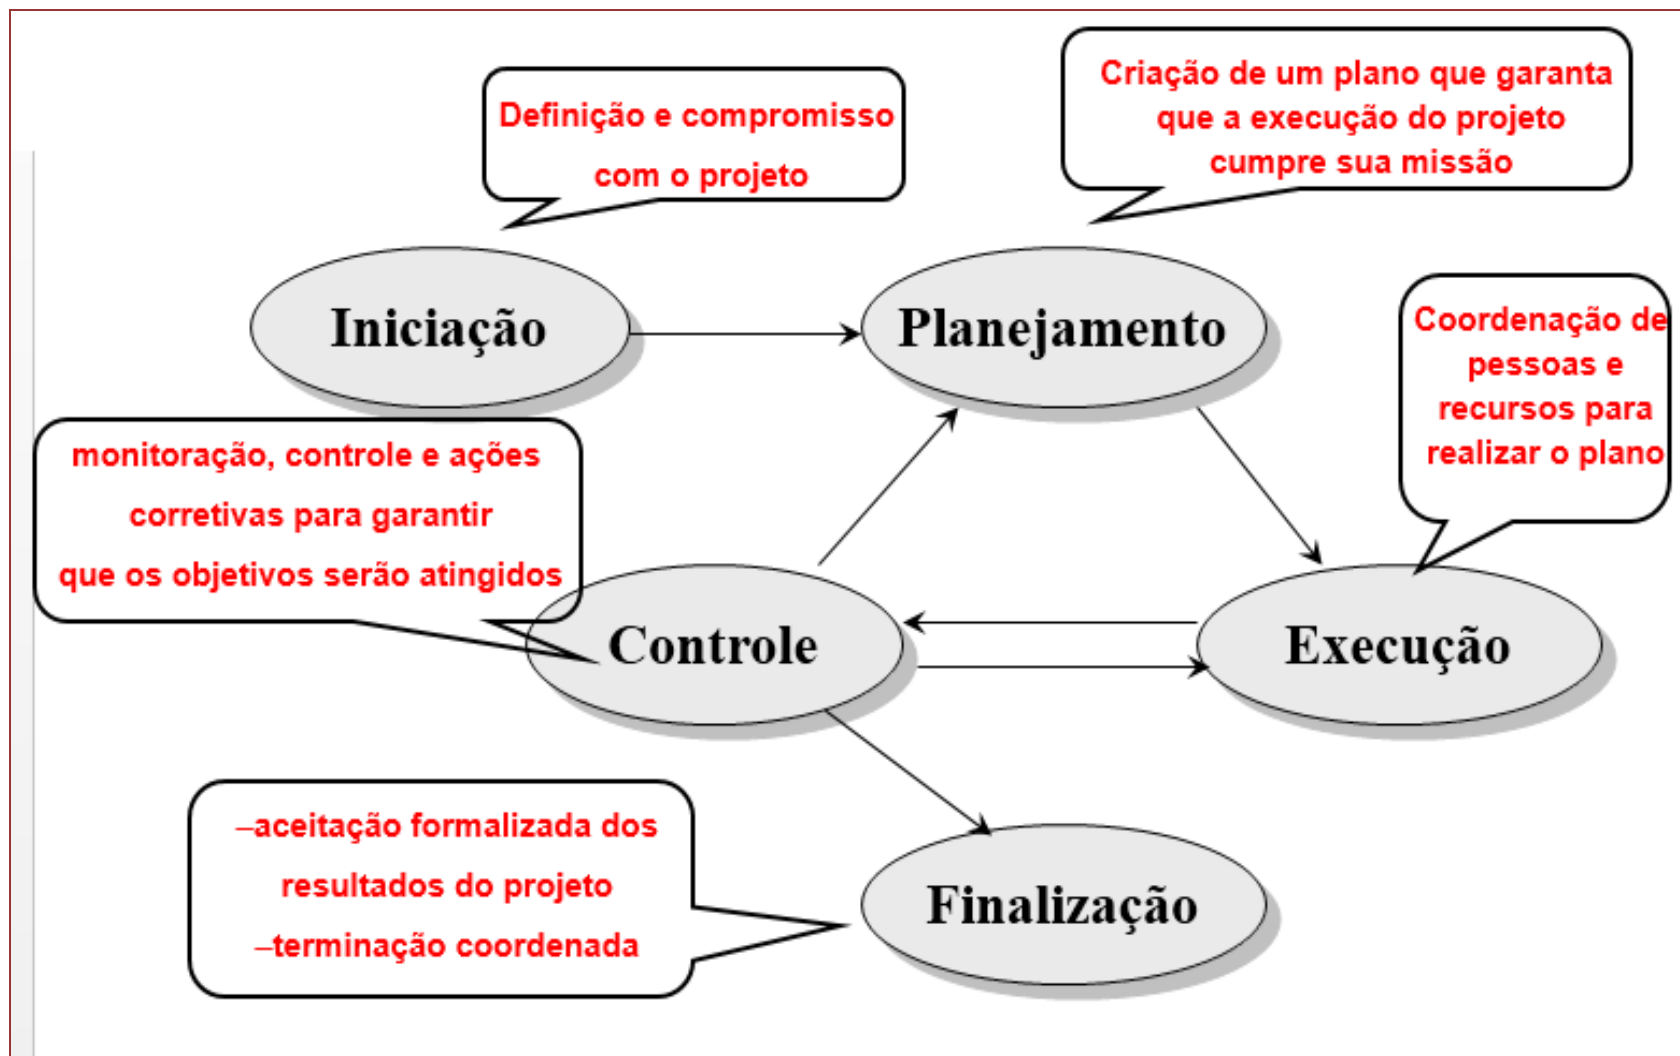 Definição e compromisso
com o projeto
Criação de um plano que garanta
que a execução do projeto
cumpre sua missão
Iniciação
Planejamento
Coordenação de
pessoas e
recursos para
realizar o plano
monitoração, controle e ações
corretivas para garantir
que os objetivos serão atingidos
Controle
Execução
–aceitação formalizada dos
resultados do projeto
–terminação coordenada
Finalização